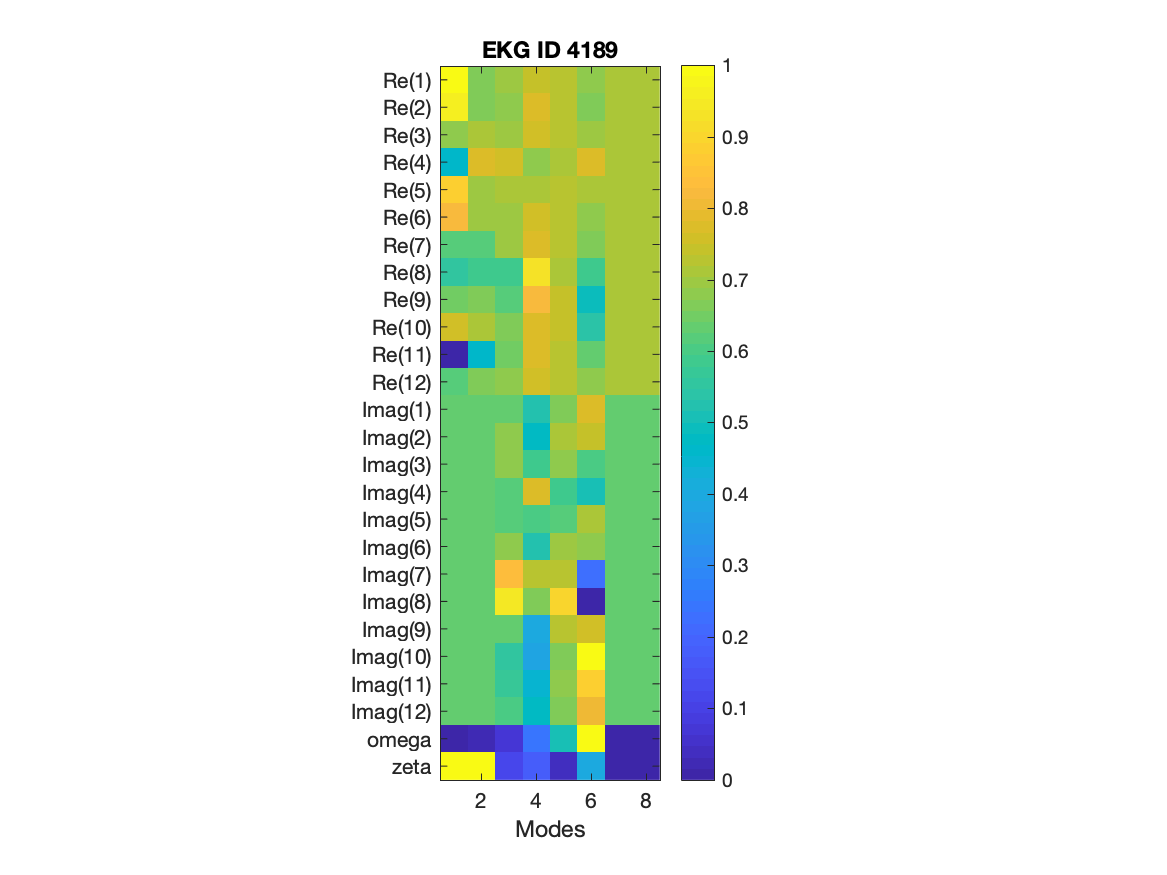 EKG ID 4189
Re(1)
Re(2)
Re(3)
Re(4)
Re(5)
Re(6)
Re(7)
Re(8)
Re(9)
Re(10)
Re(11)
Re(12)
Imag(1)
Imag(2)
Imag(3)
Imag(4)
Imag(5)
Imag(6)
Imag(7)
Imag(8)
Imag(9)
Imag(10)
Imag(11)
Imag(12)
omega
zeta
2 4 6 8
Modes
1
0.9
0.8
0.7
0.6
0.5
0.4
0.3
0.2
0.1
0